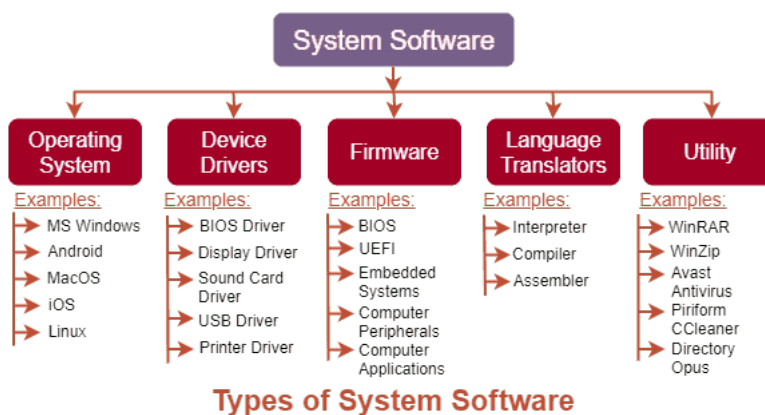 System Software
Operating
System
Device
Drivers
Firmware
Language
Translators
Utility
Examples:
MS Windows
Android
MacOS
iOS
Linux
Examples:
BIOS Driver
Display Driver
Sound Card
Driver
USB Driver
Printer Driver
Examples:
BIOS
UEFI
Embedded
Systems
Computer
Peripherals
Computer
Applications
Examples:
Interpreter
Compiler
Assembler
Examples:
WinRAR
WinZip
Avast
Antivirus
Piriform
CCleaner
Directory
Opus
Types of System Software